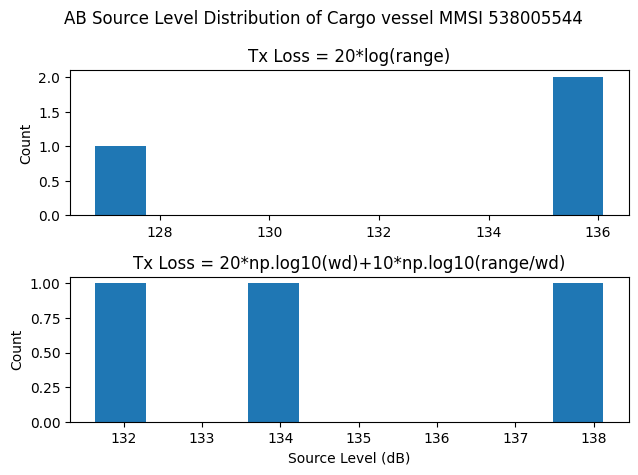 AB Source Level Distribution of Cargo vessel MMSI 538005544
Tx Loss = 20*log(range)
2.0
1.5
1.0
0.5
0.0
Count
128 130 132 134 136
Tx Loss = 20*np.log10(wd)+10*np.log10(range/wd)
1.00
0.75
0.50
0.25
0.00
Count
132 133 134 135 136 137 138
Source Level (dB)